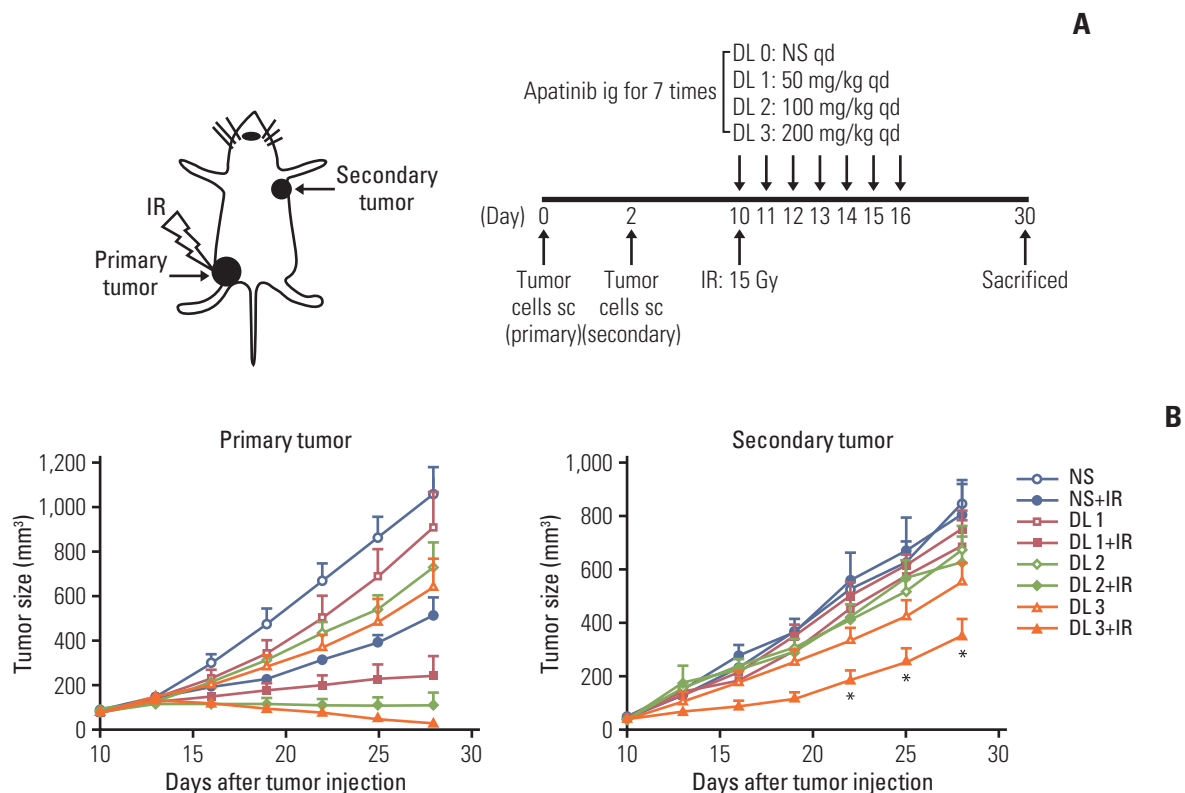 A
DL 0: NS qd
DL 1: 50 mg/kg qd
Apatinib ig for 7 times
DL 2: 100 mg/kg qd
DL 3: 200 mg/kg qd
Secondary
tumor
IR
Primary
tumor
(Day) 0 2 10 11 12 13 14 15 16 30
Tumor
cells sc
(primary)
Tumor
cells sc
(secondary)
IR: 15 Gy
Sacrificed
B
Primary tumor
Tumor size (mm³)
1,200
1,000
800
600
400
200
0
10 15 20 25 30
Days after tumor injection
Secondary tumor
Tumor size (mm³)
1,000
800
600
400
200
0
* * *
10 15 20 25 30
Days after tumor injection
NS
NS+IR
DL 1
DL 1+IR
DL 2
DL 2+IR
DL 3
DL 3+IR